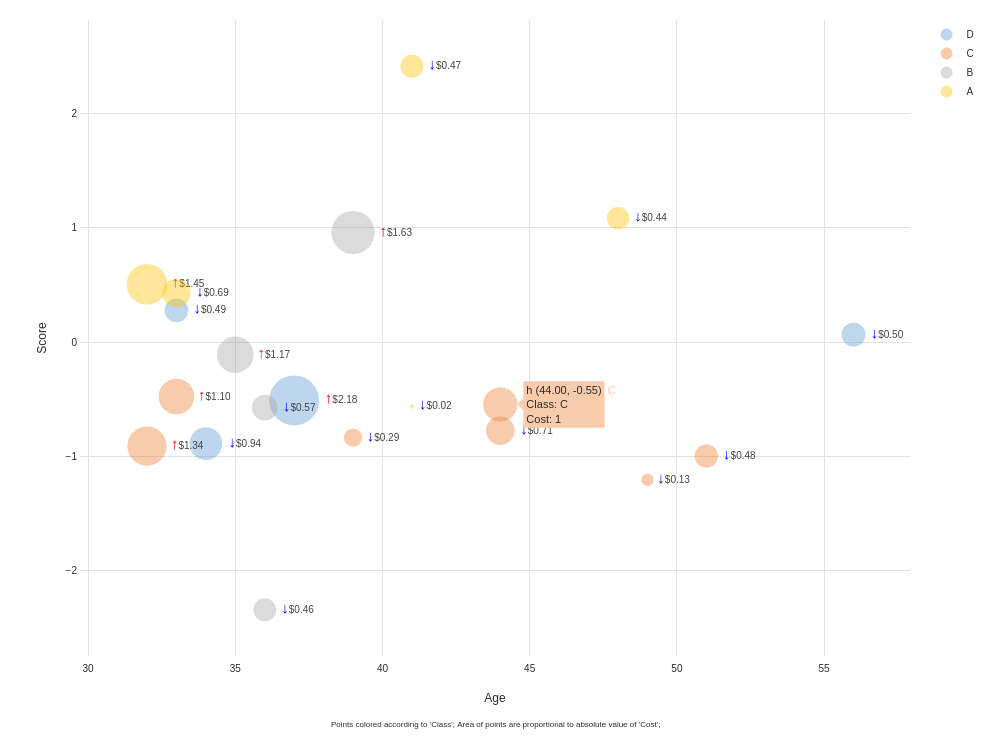 D
C
B
A
↓$0.47
2
↓$0.44
1
↑$1.63
↑$1.45
↓$0.69
↓$0.49
↓$0.50
0
Score
↑$1.17
h (44.00, -0.55) C
Class: C
Cost: 1
↑$1.10
↑$2.18
↓$0.57
↓$0.02
↓$0.71
↓$0.29
↑$1.34
↓$0.94
↓$0.48
−1
↓$0.13
−2
↓$0.46
30 35 40 45 50 55
Age
Points colored according to 'Class'; Area of points are proportional to absolute value of 'Cost';